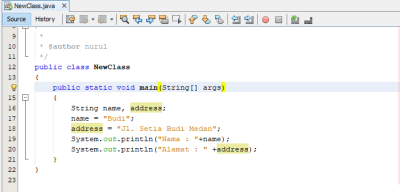 NewClass.java
Source History
9 *
10 * @author nurul
11 */
12 public class NewClass
13 {
public static void main(String[] args)
15 {
16
17 String name, address;
17 name = "Budi";
18 address = "Jl. Setia Budi Medan";
19 System.out.println("Nama : "+name);
20 System.out.println("Alamat : " +address);
21 }
22 }
23